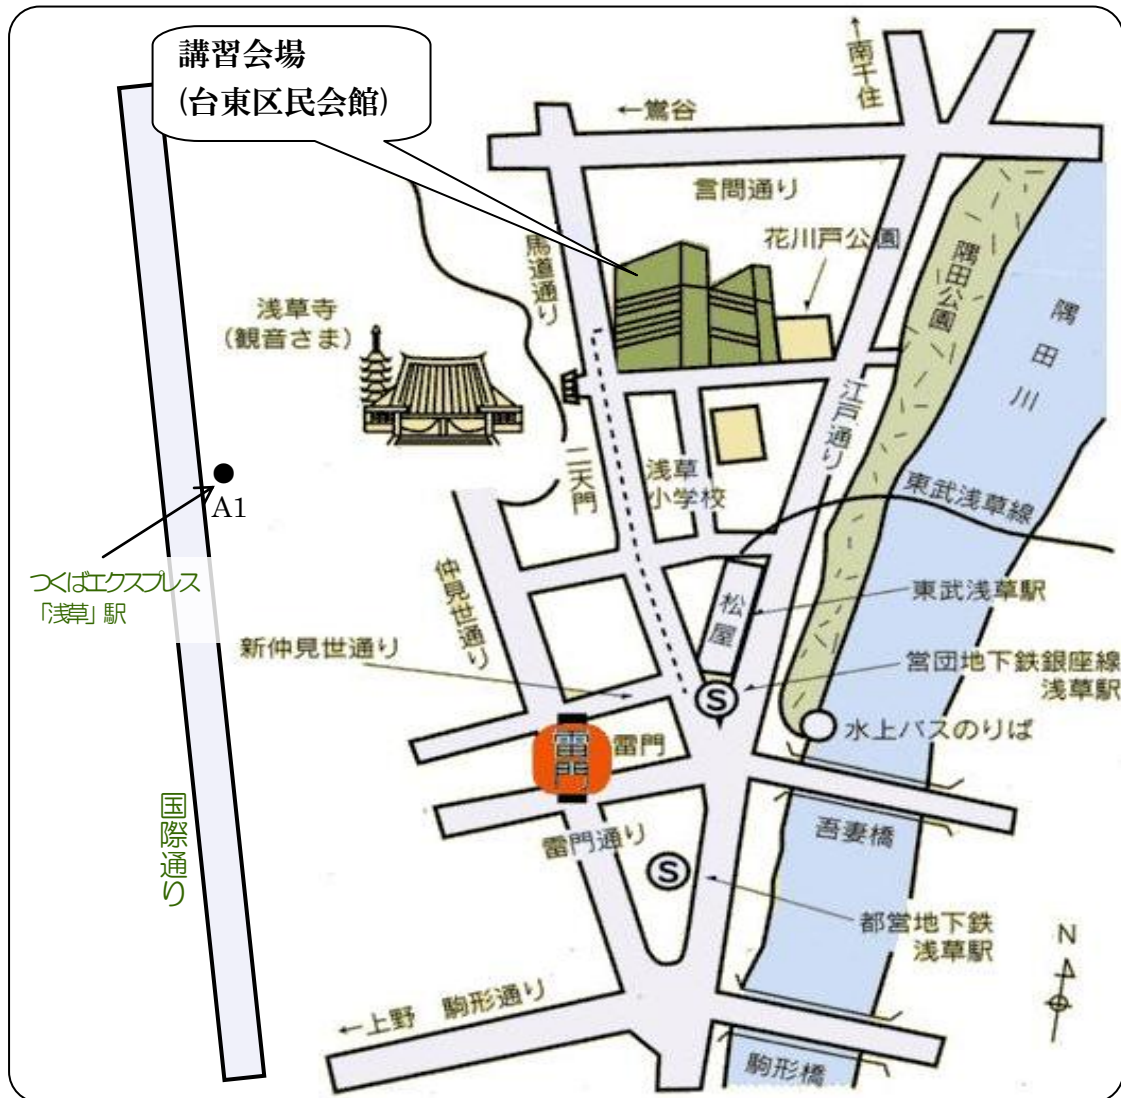 講習会場
(台東区民会館)
←南千住
←鴬谷
言問通り
花川戸公園
馬道通り
隅田公園
隅田川
浅草寺
(観音さま)
江戸通り
二天門
浅草
小学校
A1
東武浅草線
つくばエクスプレス
「浅草」駅
仲見世通り
松屋
東武浅草駅
新仲見世通り
営団地下鉄銀座線
浅草駅
S
水上バスのりば
雷門
雷門
国際通り
雷門通り
吾妻橋
S
都営地下鉄
浅草駅
N
←上野 駒形通り
駒形橋